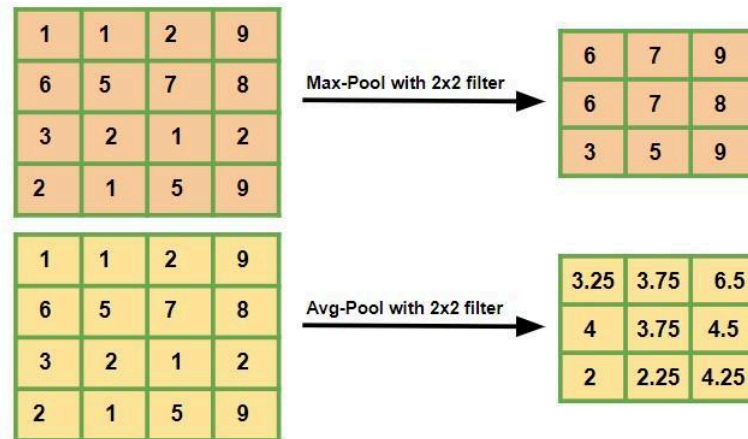 1 1 2 9
6 5 7 8
3 2 1 2
2 1 5 9
Max-Pool with 2x2 filter
6 7 9
6 7 8
3 5 9
1 1 2 9
6 5 7 8
3 2 1 2
2 1 5 9
Avg-Pool with 2x2 filter
3.25 3.75 6.5
4 3.75 4.5
2 2.25 4.25